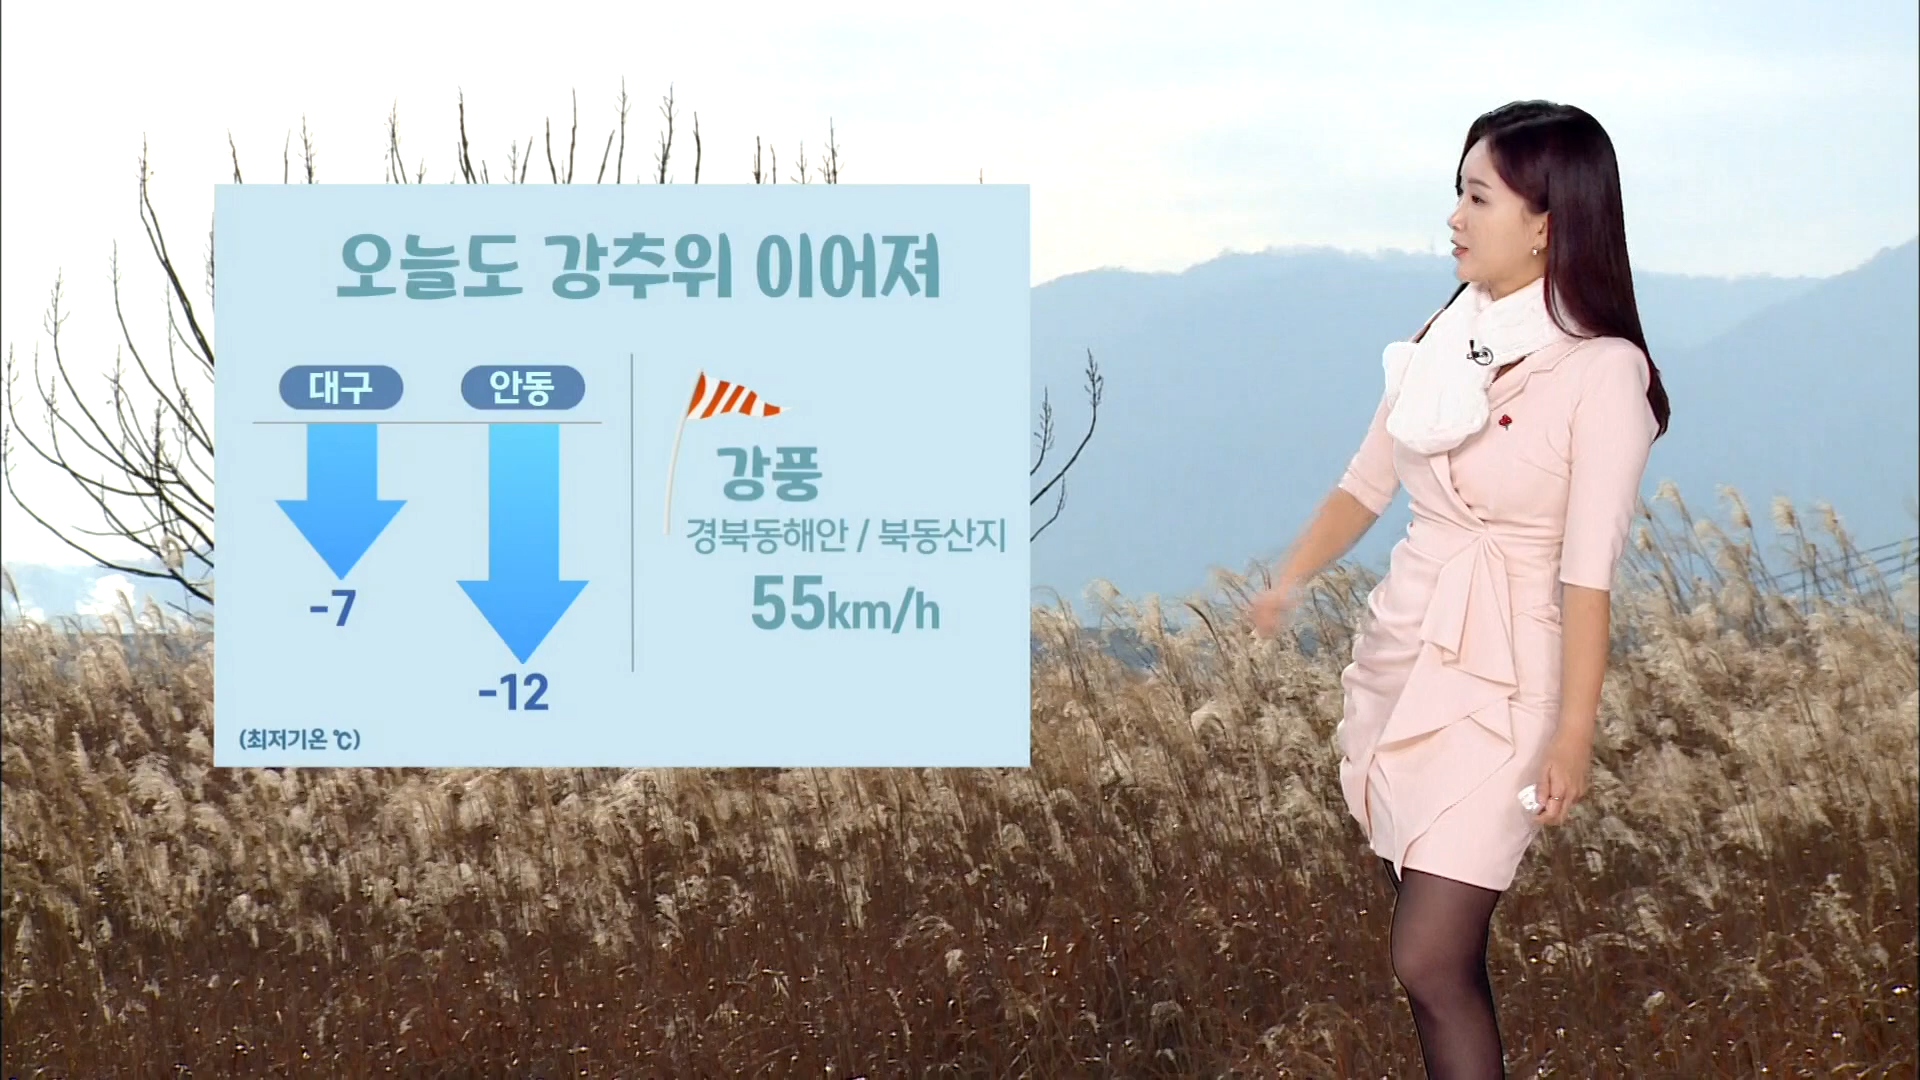 오늘도 강추위 이어져
대구 안동
-7
-12
(최저기온 ℃)
강풍
경북동해안 / 북동산지
55km/h